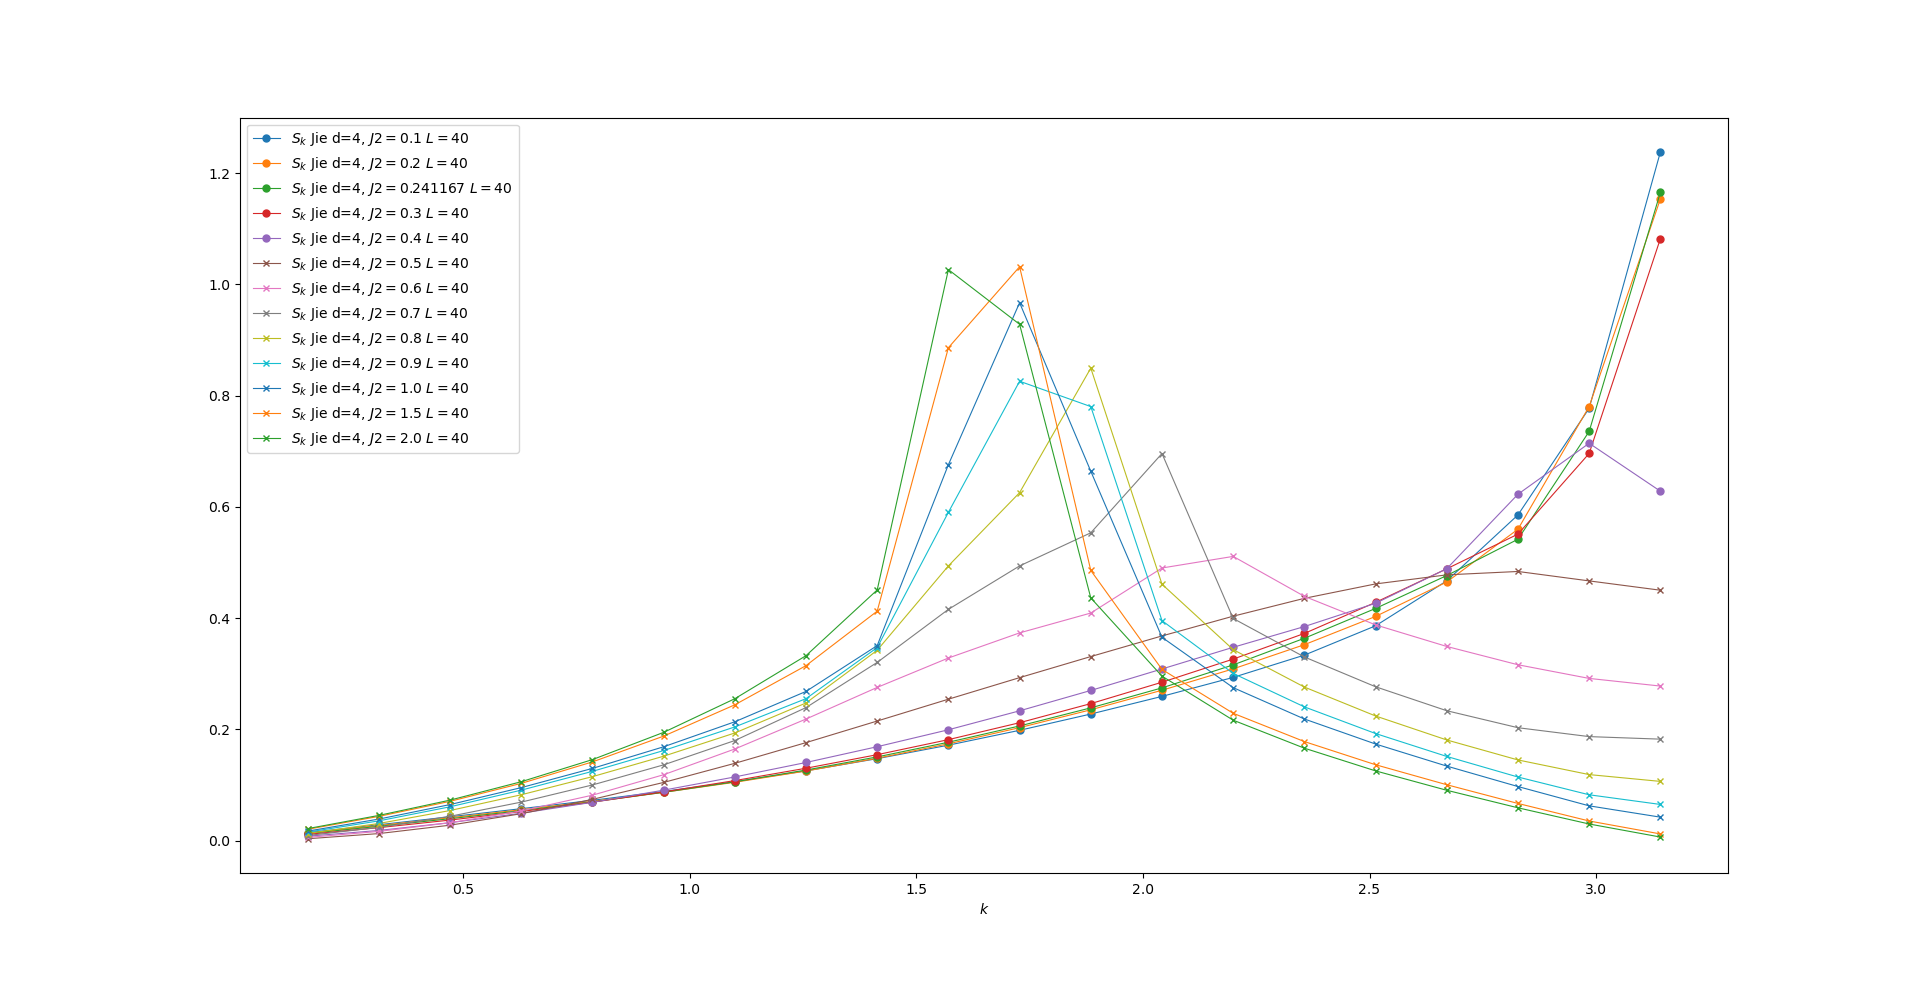 S_k Jie d=4, J2 = 0.1 L = 40
S_k Jie d=4, J2 = 0.2 L = 40
S_k Jie d=4, J2 = 0.241167 L = 40
S_k Jie d=4, J2 = 0.3 L = 40
S_k Jie d=4, J2 = 0.4 L = 40
S_k Jie d=4, J2 = 0.5 L = 40
S_k Jie d=4, J2 = 0.6 L = 40
S_k Jie d=4, J2 = 0.7 L = 40
S_k Jie d=4, J2 = 0.8 L = 40
S_k Jie d=4, J2 = 0.9 L = 40
S_k Jie d=4, J2 = 1.0 L = 40
S_k Jie d=4, J2 = 1.5 L = 40
S_k Jie d=4, J2 = 2.0 L = 40
1.2
1.0
0.8
0.6
0.4
0.2
0.0
0.5 1.0 1.5 2.0 2.5 3.0
k